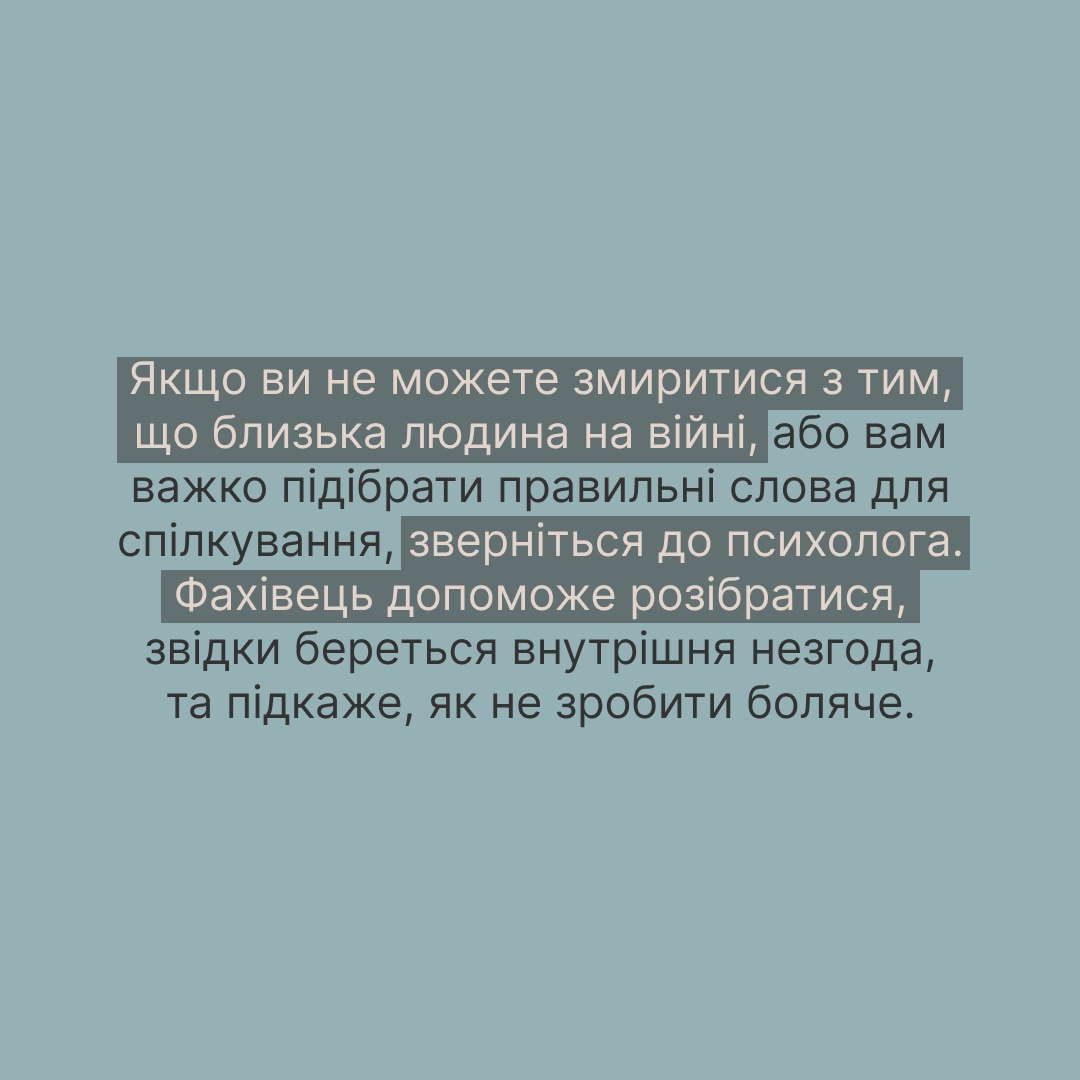 Якщо ви не можете змиритися з тим,
що близька людина на війні, або вам
важко підібрати правильні слова для
спілкування, зверніться до психолога.
Фахівець допоможе розібратися,
звідки береться внутрішня незгода,
та підкаже, як не зробити боляче.